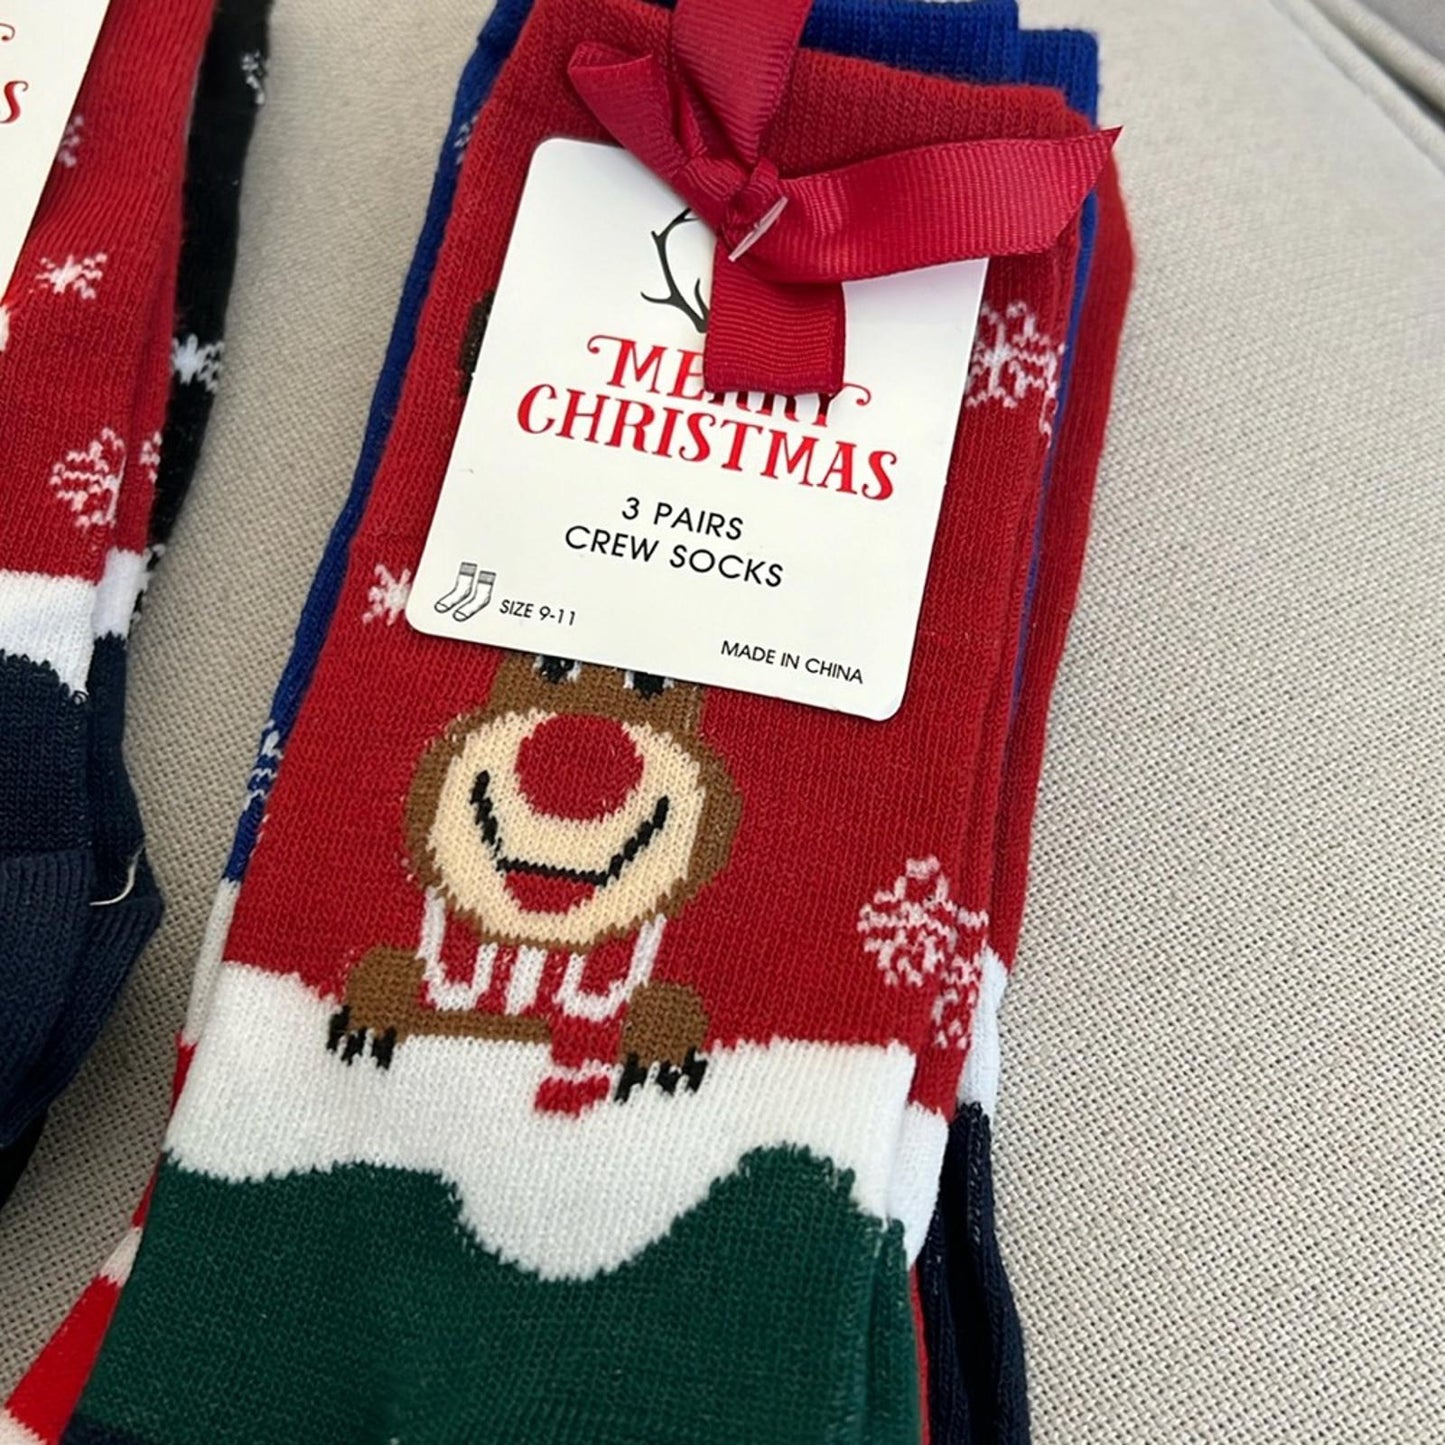 MERRY
CHRISTMAS
3 PAIRS
CREW SOCKS
SIZE 9-11
MADE IN CHINA
S